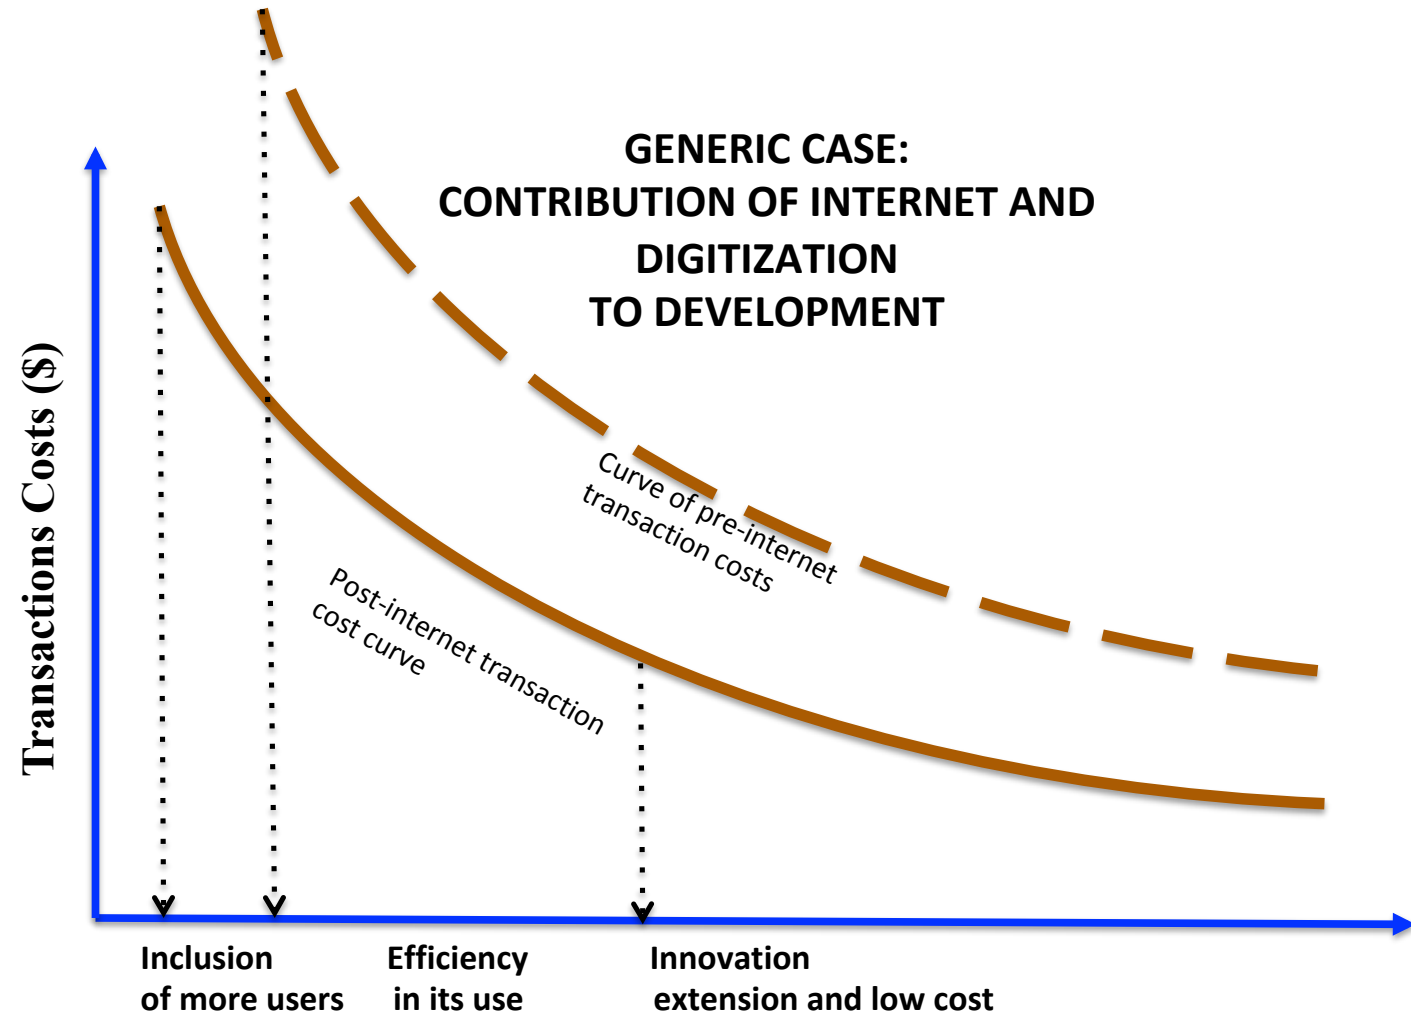 GENERIC CASE:
CONTRIBUTION OF INTERNET AND
DIGITIZATION
TO DEVELOPMENT
Transactions Costs ($)
Curve of pre-internet
transaction costs
Post-internet transaction
cost curve
Inclusion
of more users
Efficiency
in its use
Innovation
extension and low cost